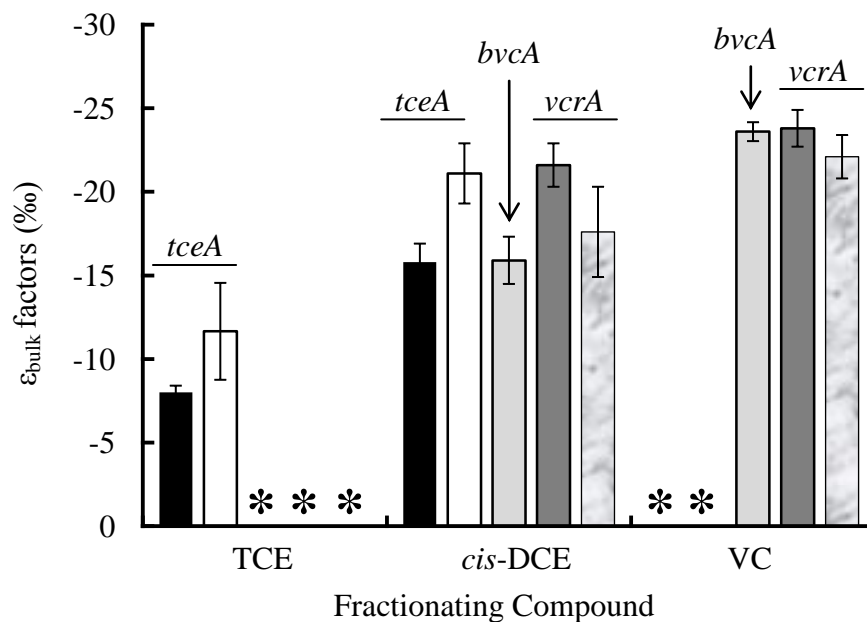 -30
-25
-20
-15
-10
-5
0
ε_bulk factors (‰)
tceA
tceA
bvcA
vcrA
bvcA
vcrA
* * *
* *
TCE
cis-DCE
VC
Fractionating Compound